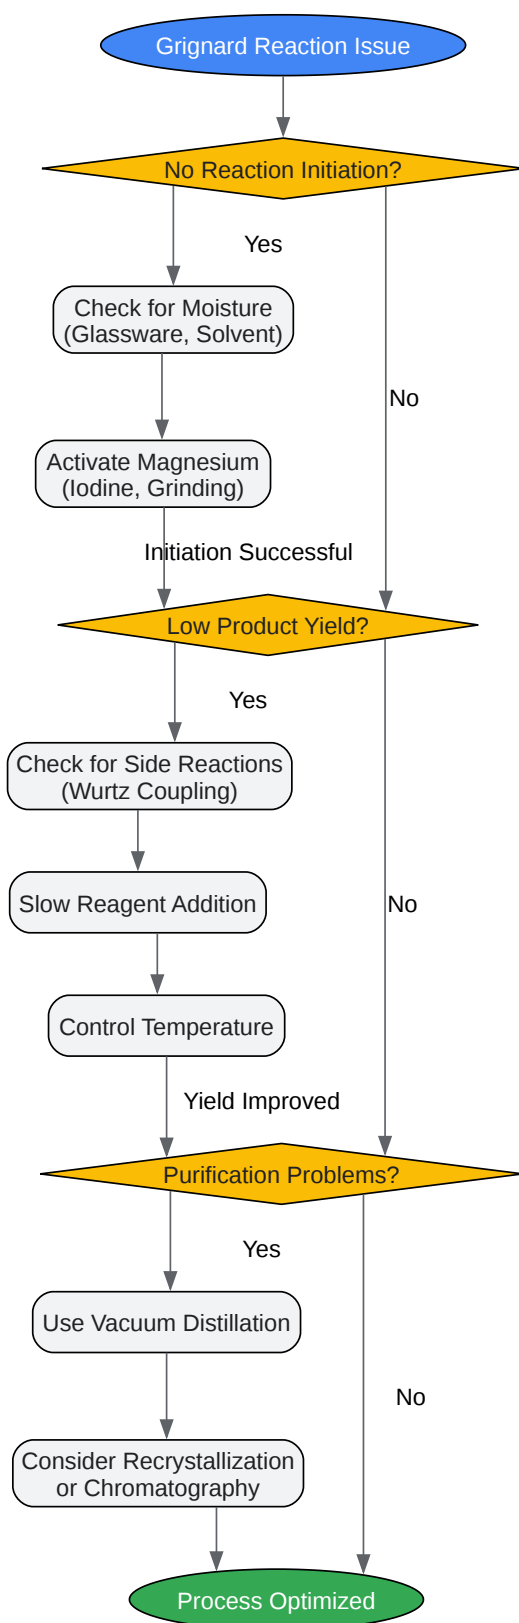 Grignard Reaction Issue
No Reaction Initiation?
Yes
Check for Moisture
(Glassware, Solvent)
No
Activate Magnesium
(Iodine, Grinding)
Initiation Successful
Low Product Yield?
Yes
Check for Side Reactions
(Wurtz Coupling)
Slow Reagent Addition
No
Control Temperature
Yield Improved
Purification Problems?
Yes
Use Vacuum Distillation
No
Consider Recrystallization
or Chromatography
Process Optimized